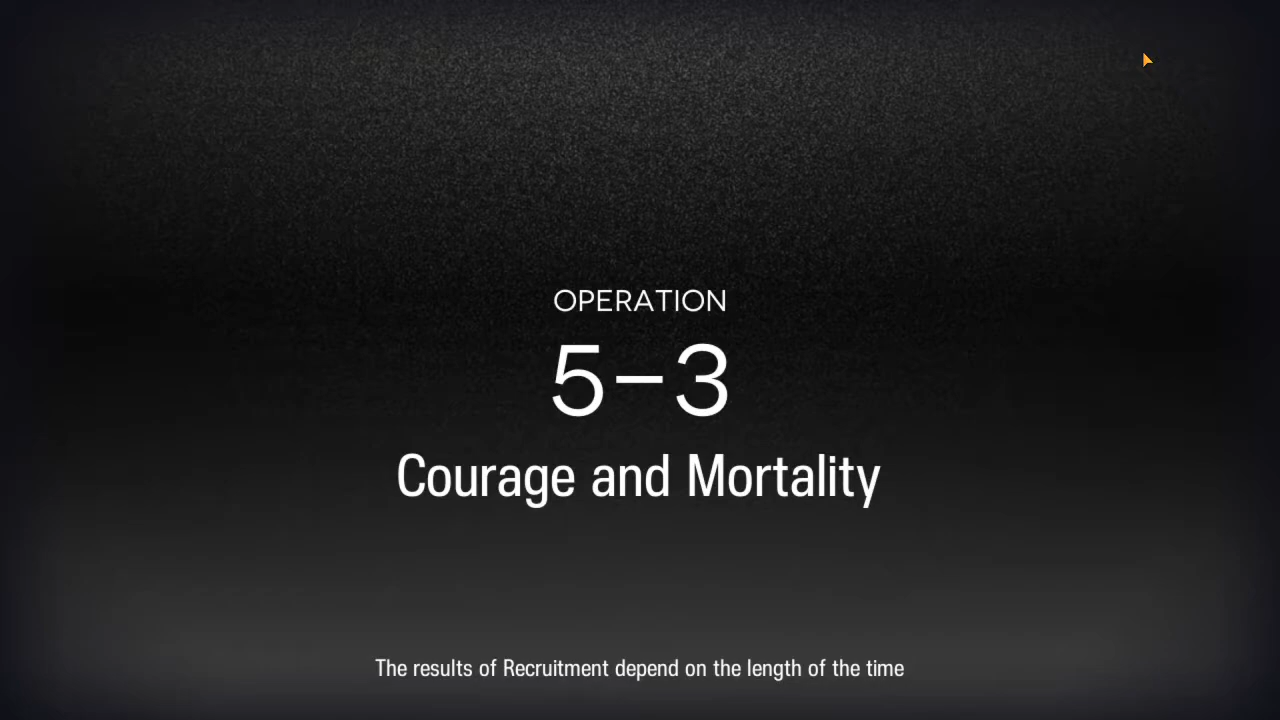 OPERATION
5-3
Courage and Mortality
The results of Recruitment depend on the length of the time